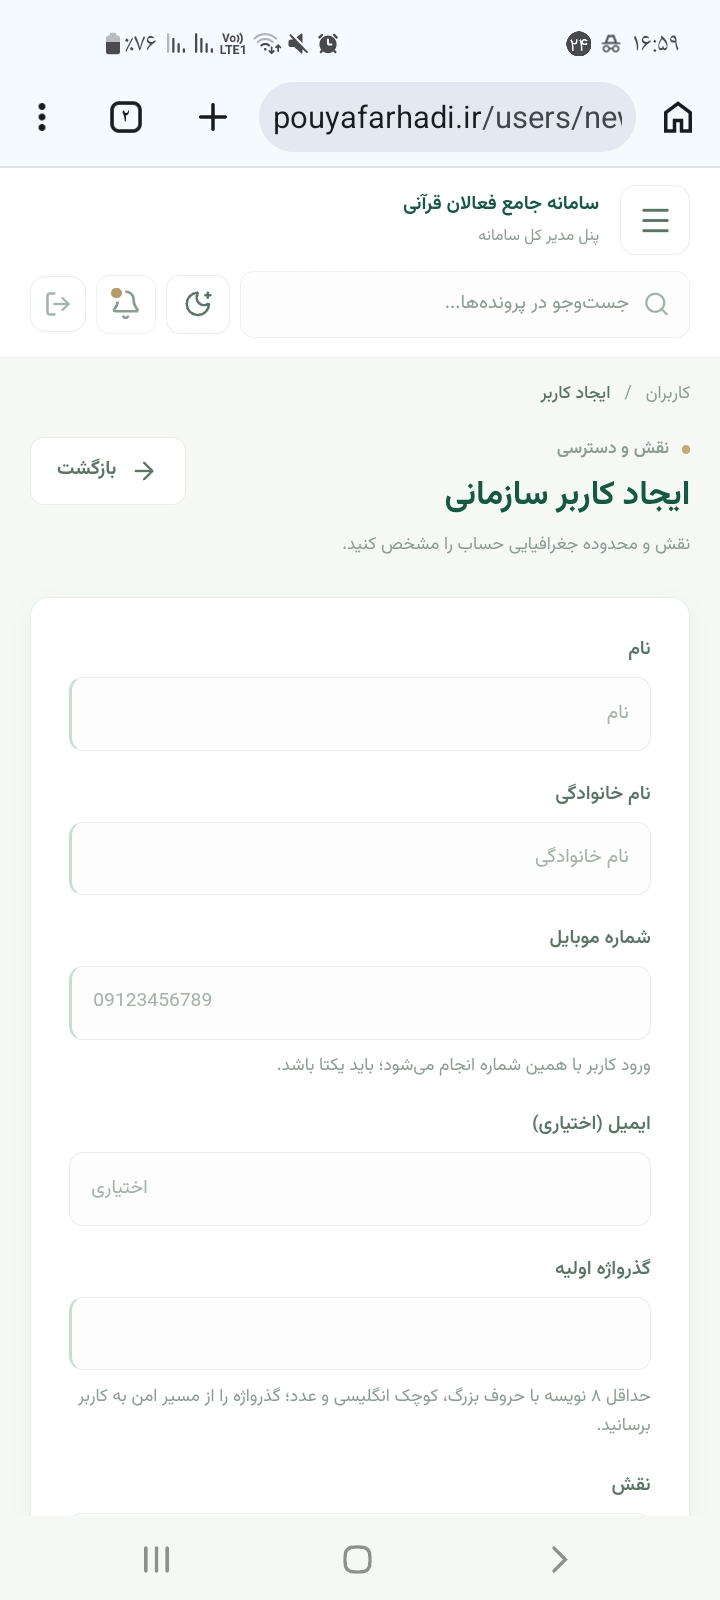 ۱۶:۵۹
۲۴
Vo))
LTE1
٪۷۶
pouyafarhadi.ir/users/nev
۲
سامانه جامع فعالان قرآنی
پنل مدیر کل سامانه
جست‌وجو در پرونده‌ها...
کاربران / ایجاد کاربر
نقش و دسترسی
ایجاد کاربر سازمانی
بازگشت
نقش و محدوده جغرافیایی حساب را مشخص کنید.
نام
نام
نام خانوادگی
نام خانوادگی
شماره موبایل
09123456789
ورود کاربر با همین شماره انجام می‌شود؛ باید یکتا باشد.
ایمیل (اختیاری)
اختیاری
گذرواژه اولیه
حداقل ۸ نویسه با حروف بزرگ، کوچک انگلیسی و عدد؛ گذرواژه را از مسیر امن به کاربر
برسانید.
نقش